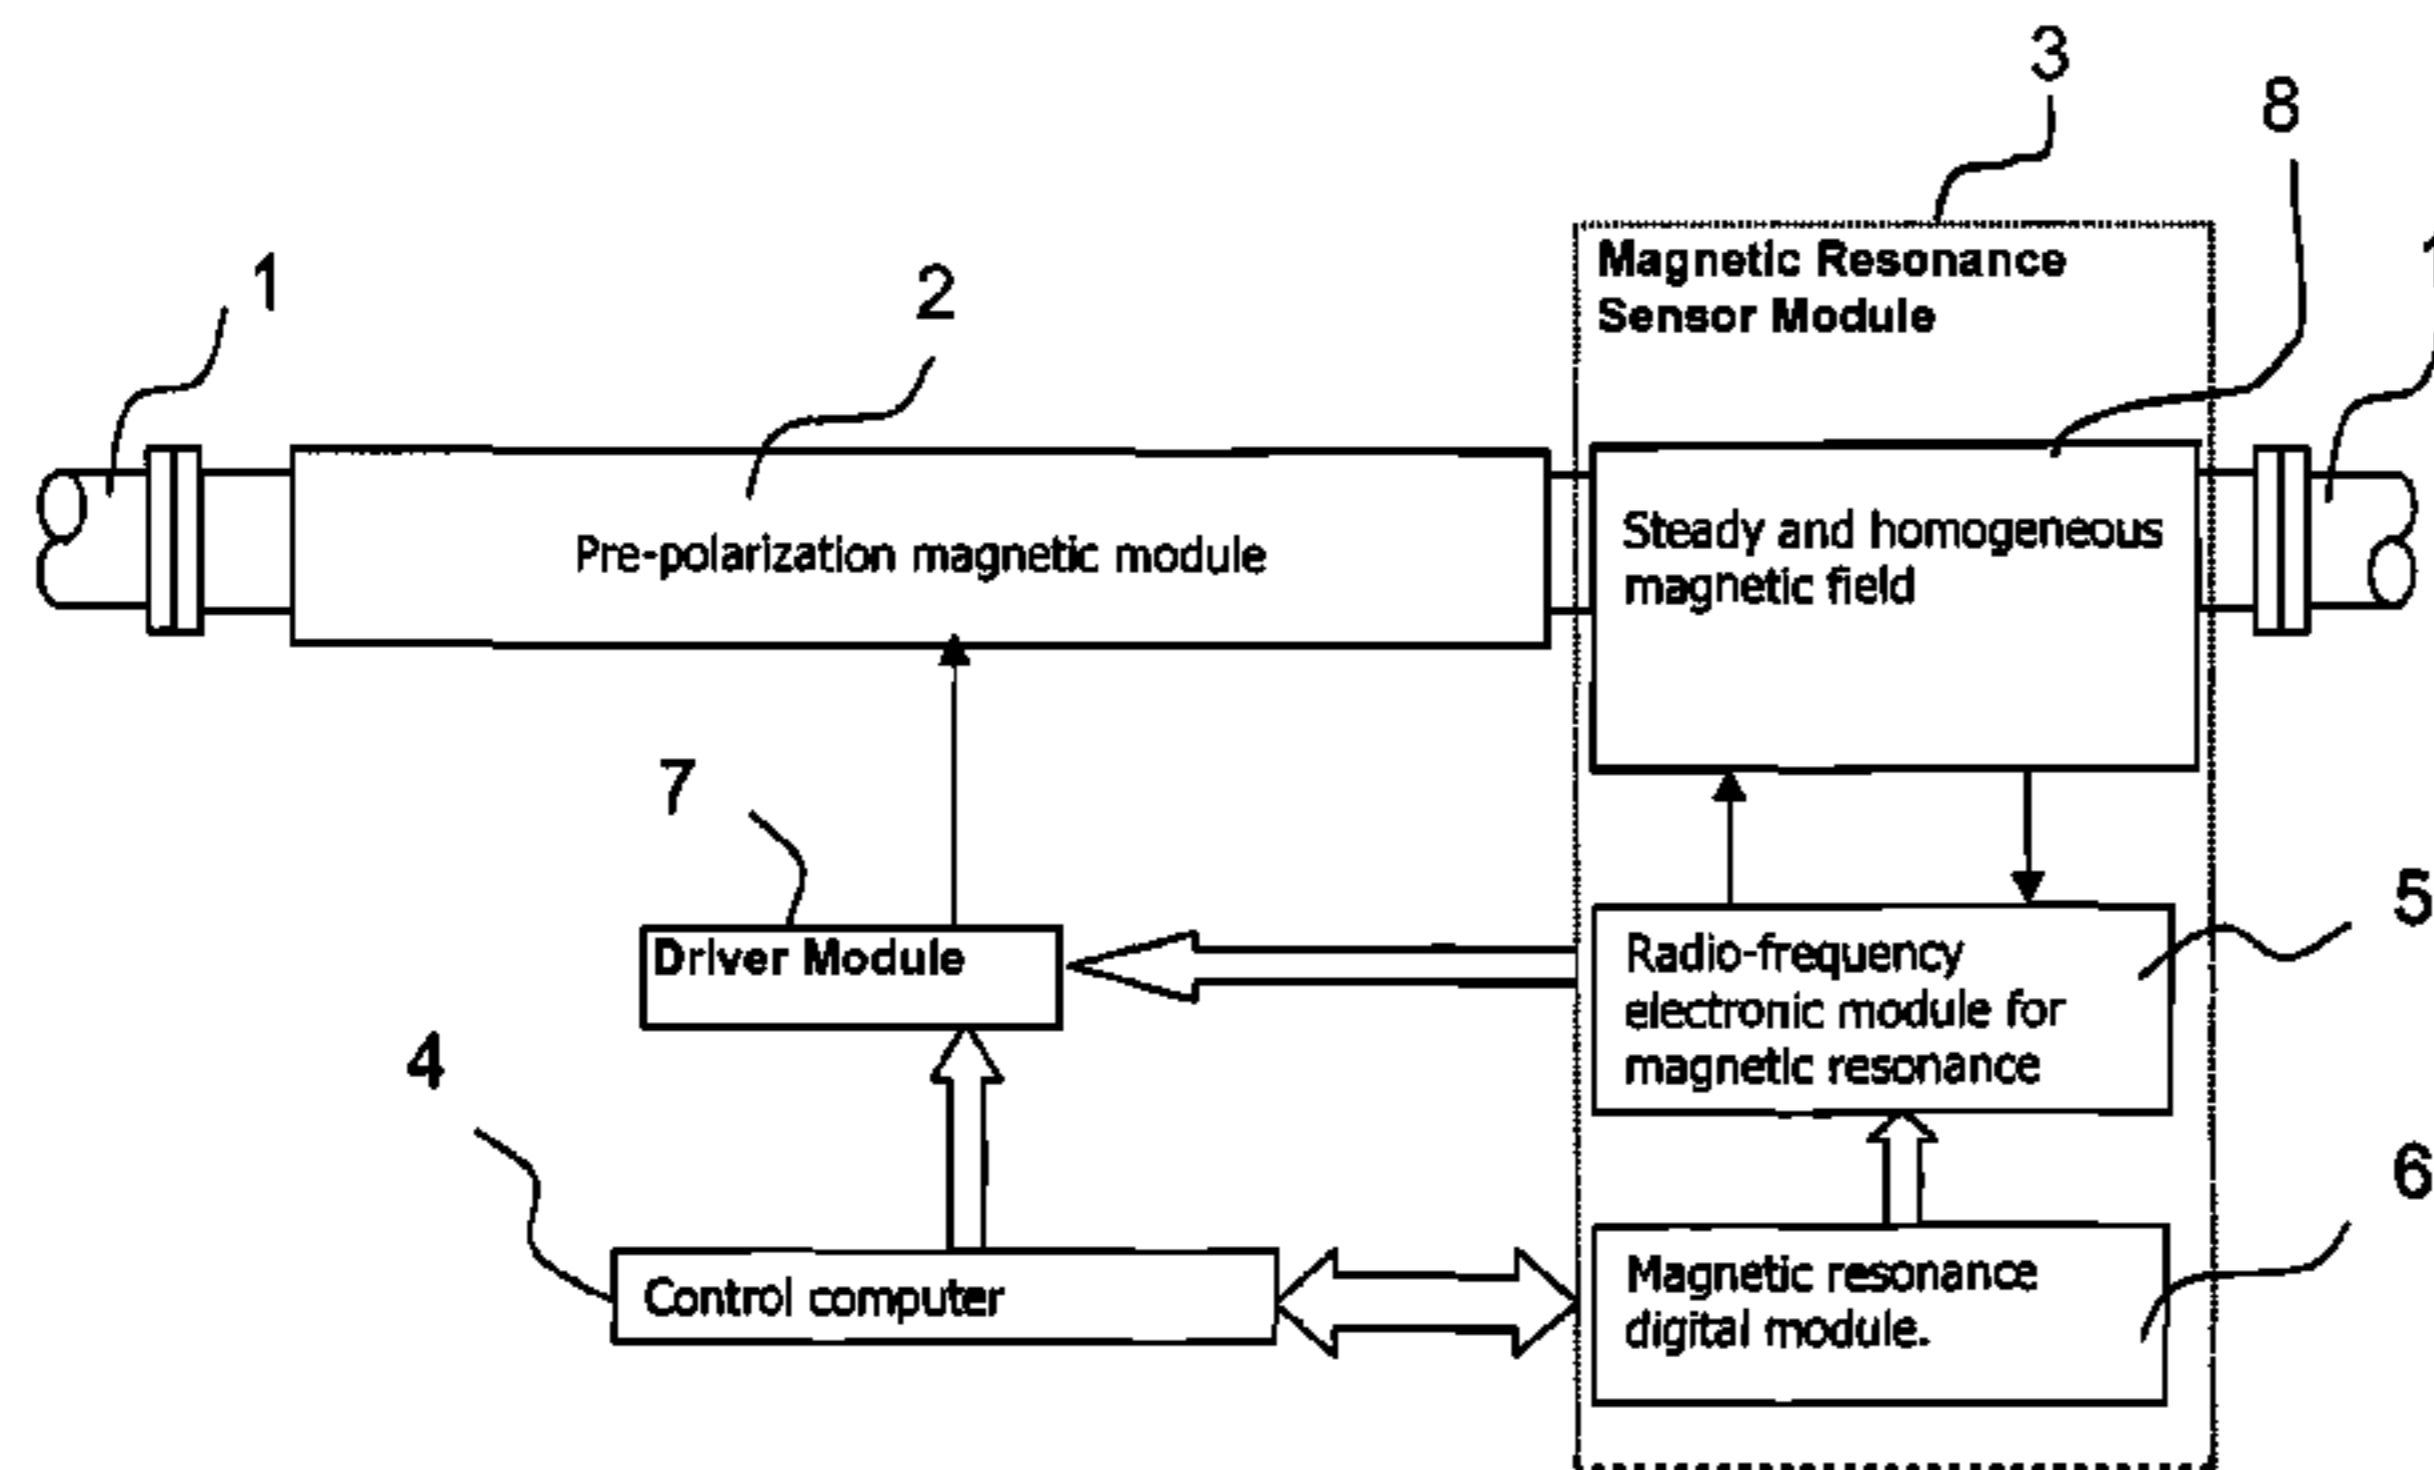 3
8
1
2
1
Magnetic Resonance
Sensor Module
Pre-polarization magnetic module
Steady and homogeneous
magnetic field
7
5
Driver Module
Radio-frequency
electronic module for
magnetic resonance
4
6
Control computer
Magnetic resonance
digital module.